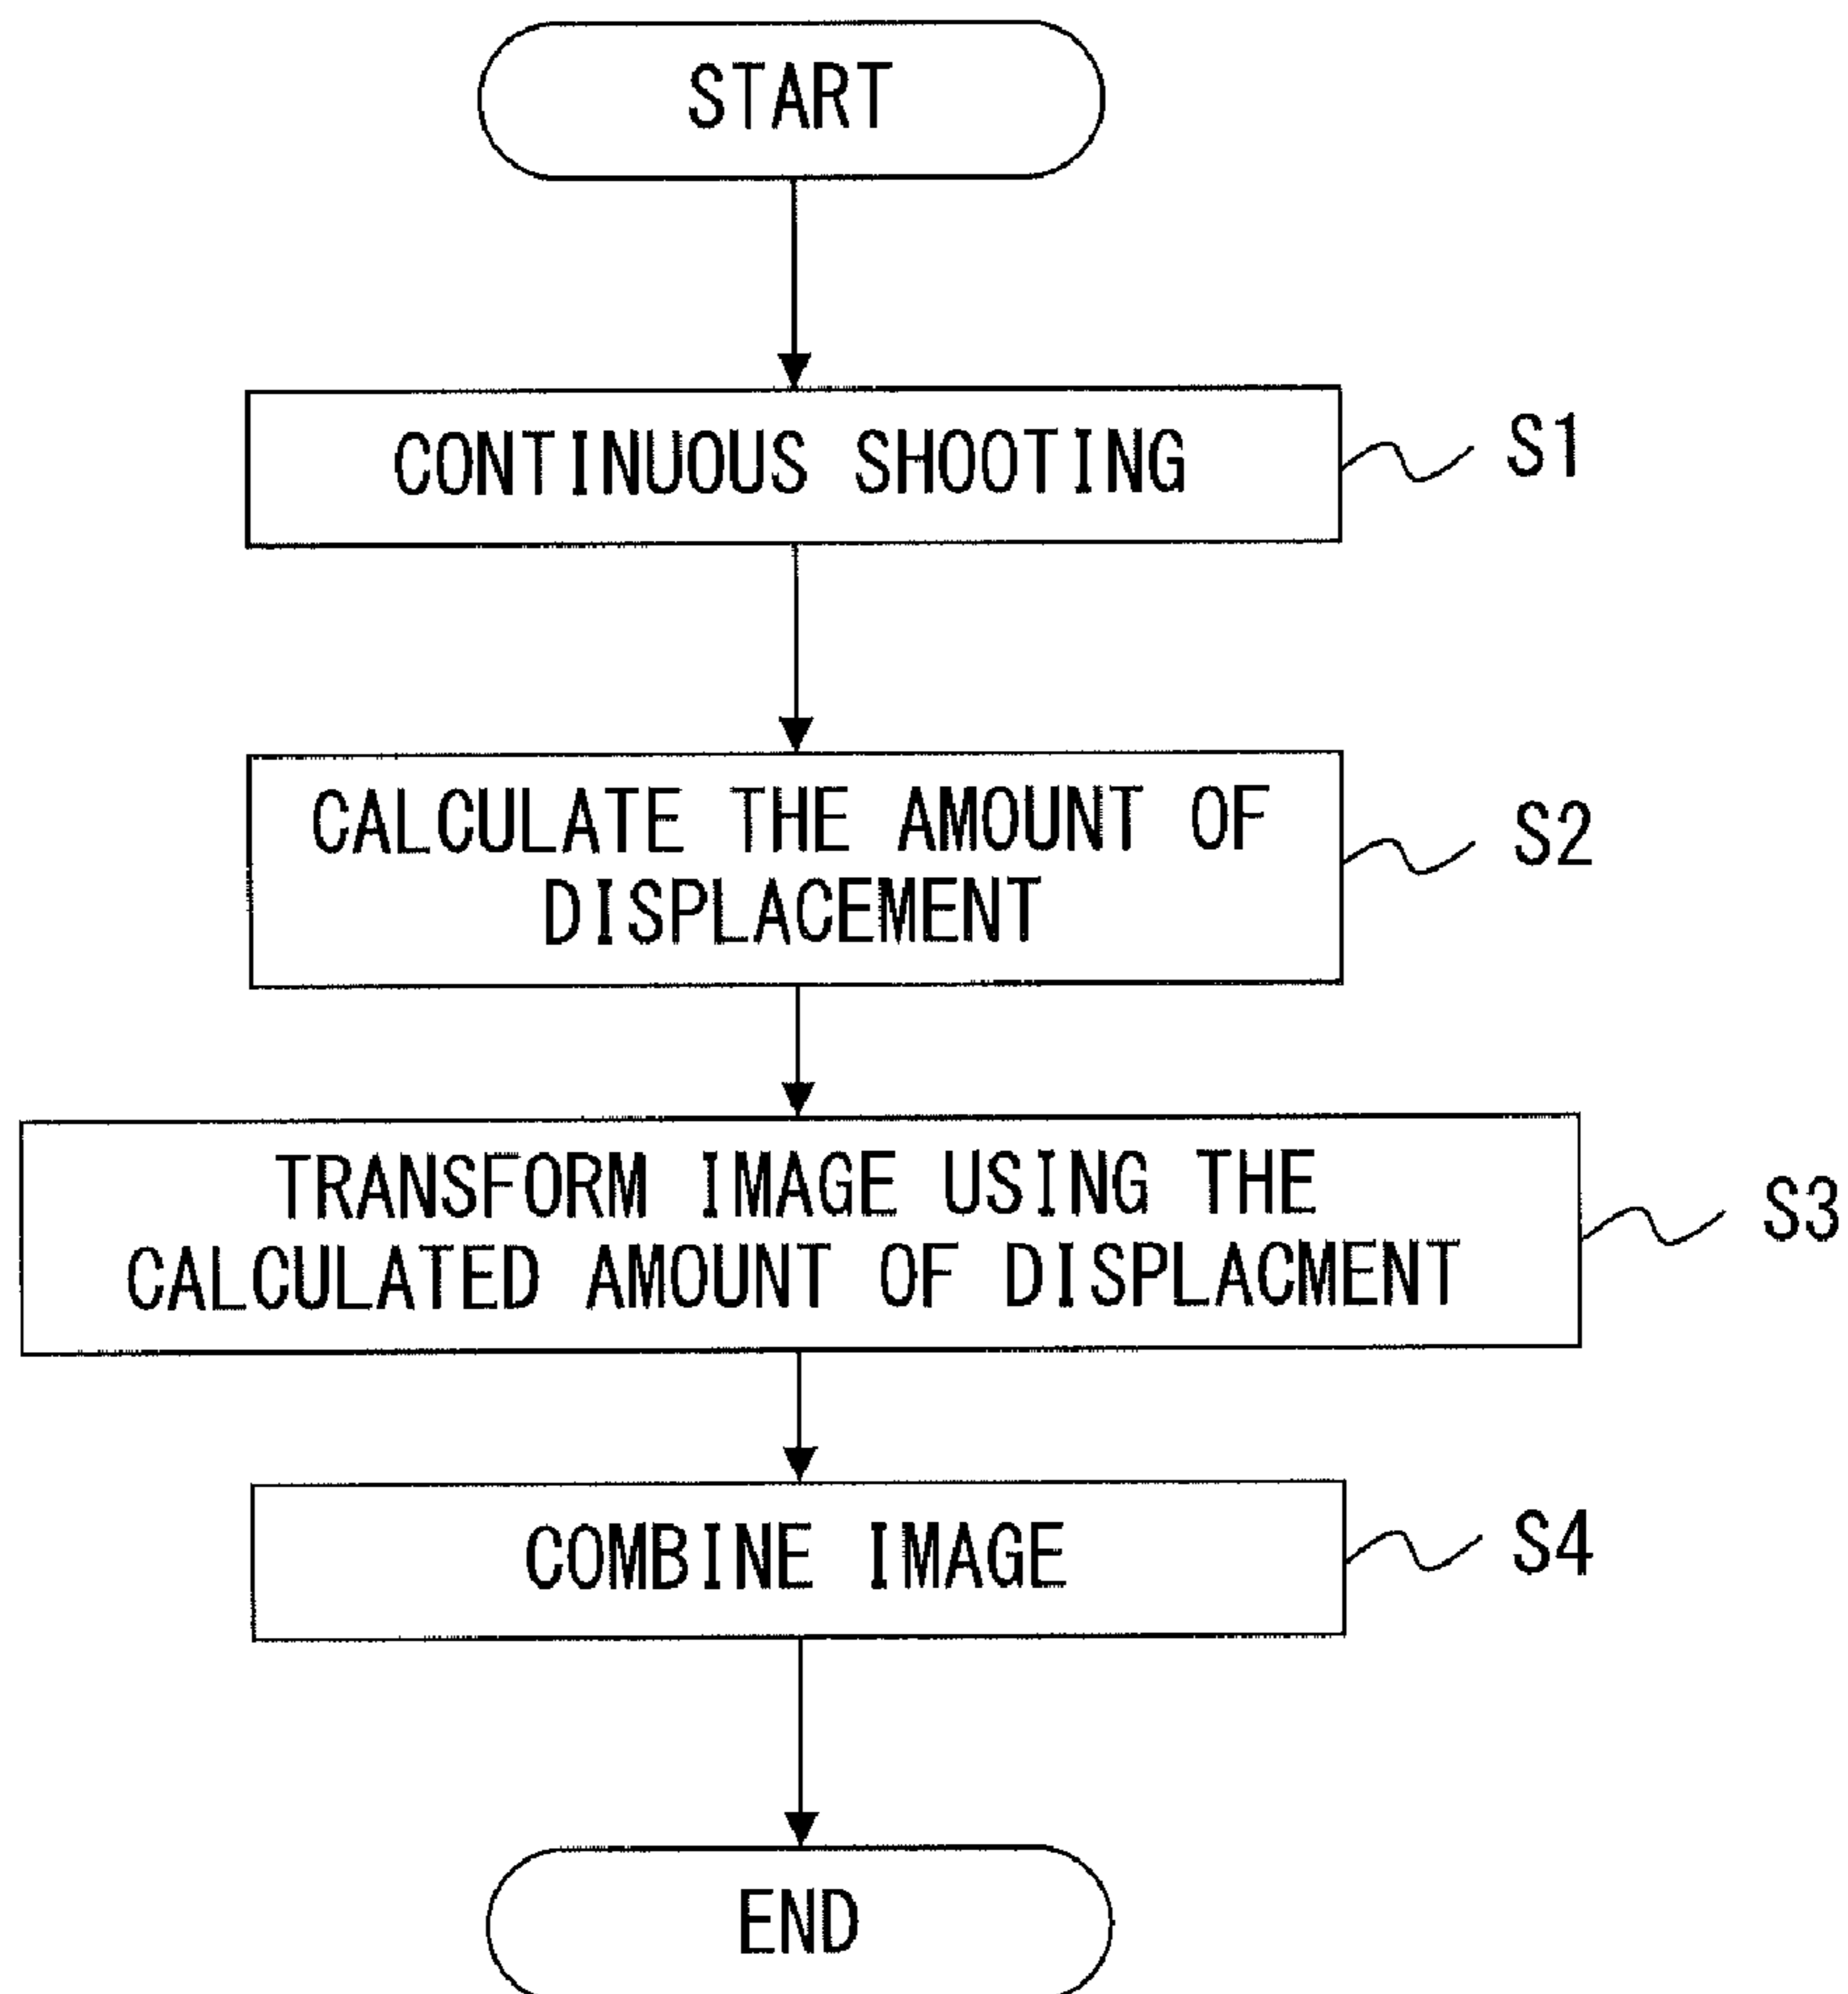 START
CONTINUOUS SHOOTING
S1
CALCULATE THE AMOUNT OF
DISPLACEMENT
S2
TRANSFORM IMAGE USING THE
CALCULATED AMOUNT OF DISPLACMENT
S3
COMBINE IMAGE
S4
END